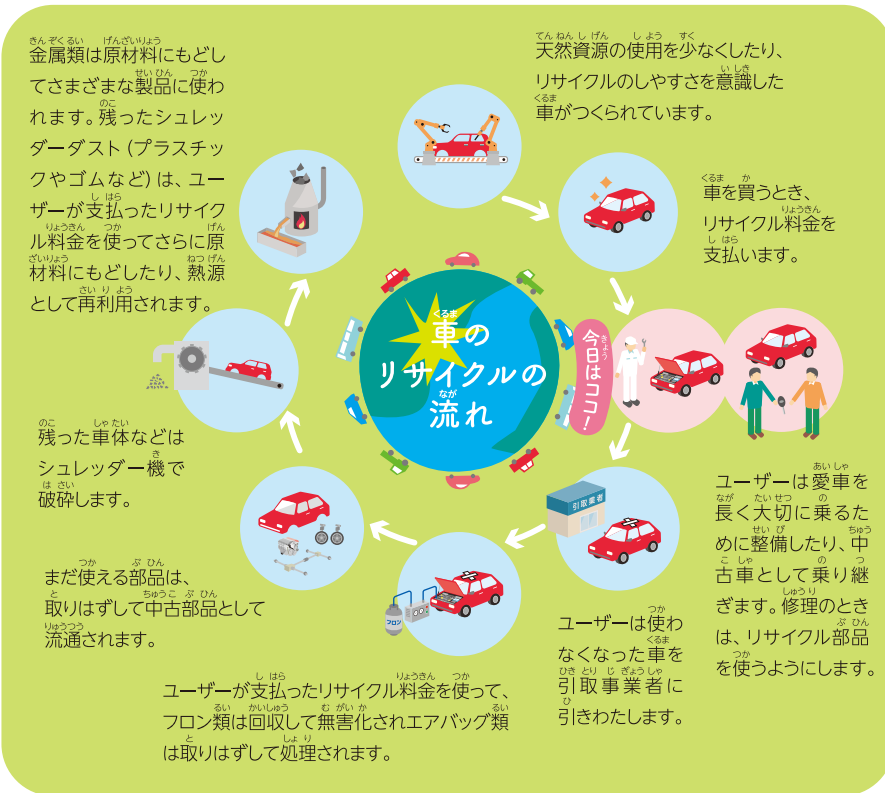 車のリサイクルの流れ
天然資源の使用を少なくしたり、
リサイクルのしやすさを意識した
車がつくられています。
車を買うとき、
リサイクル料金を
支払います。
今日はココ！
ユーザーは愛車を
長く大切に乗るた
めに整備したり、中
古車として乗り継
ぎます。修理のとき
は、リサイクル部品
を使うようにします。
引取業者
ユーザーは使わ
なくなった車を
引取事業者に
引きわたします。
フロン
ユーザーが支払ったリサイクル料金を使って、
フロン類は回収して無害化されエアバッグ類
は取りはずして処理されます。
まだ使える部品は、
取りはずして中古部品として
流通されます。
残った車体などは
シュレッダー機で
破砕します。
金属類は原材料にもどし
てさまざまな製品に使わ
れます。残ったシュレッ
ダーダスト（プラスチッ
クやゴムなど）は、ユー
ザーが支払ったリサイク
ル料金を使ってさらに原
材料にもどしたり、熱源
として再利用されます。